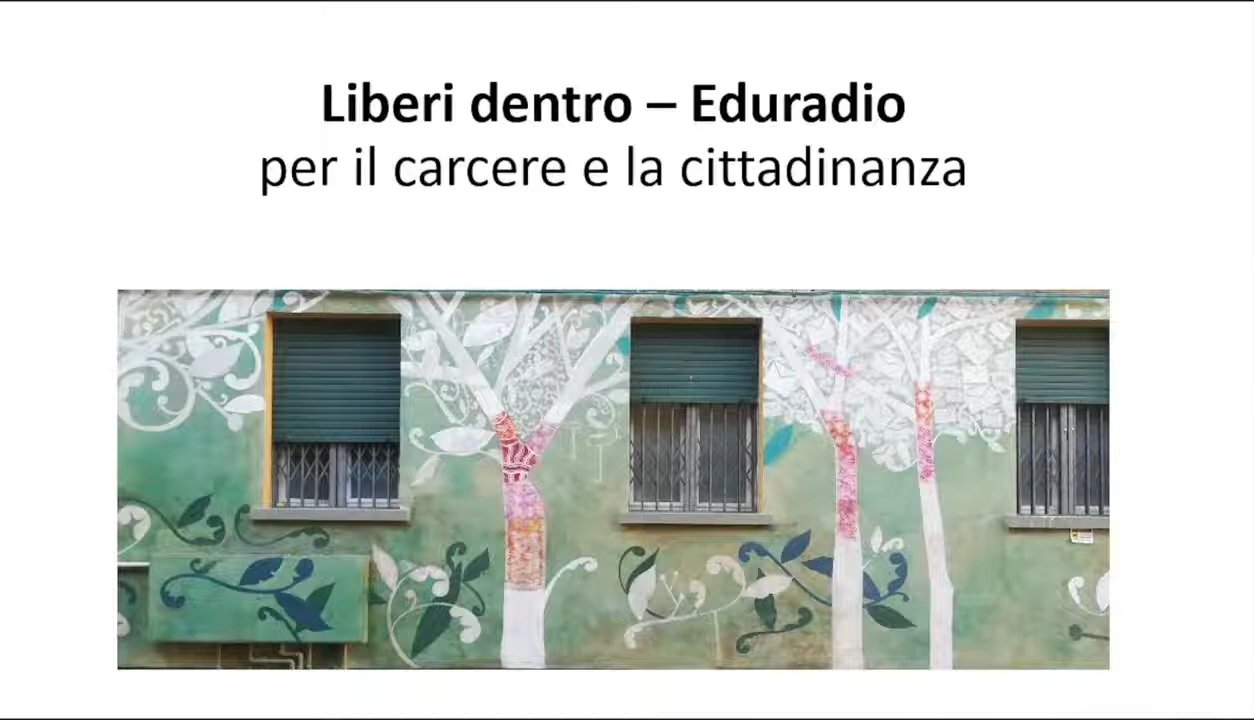 Liberi dentro – Eduradio
per il carcere e la cittadinanza